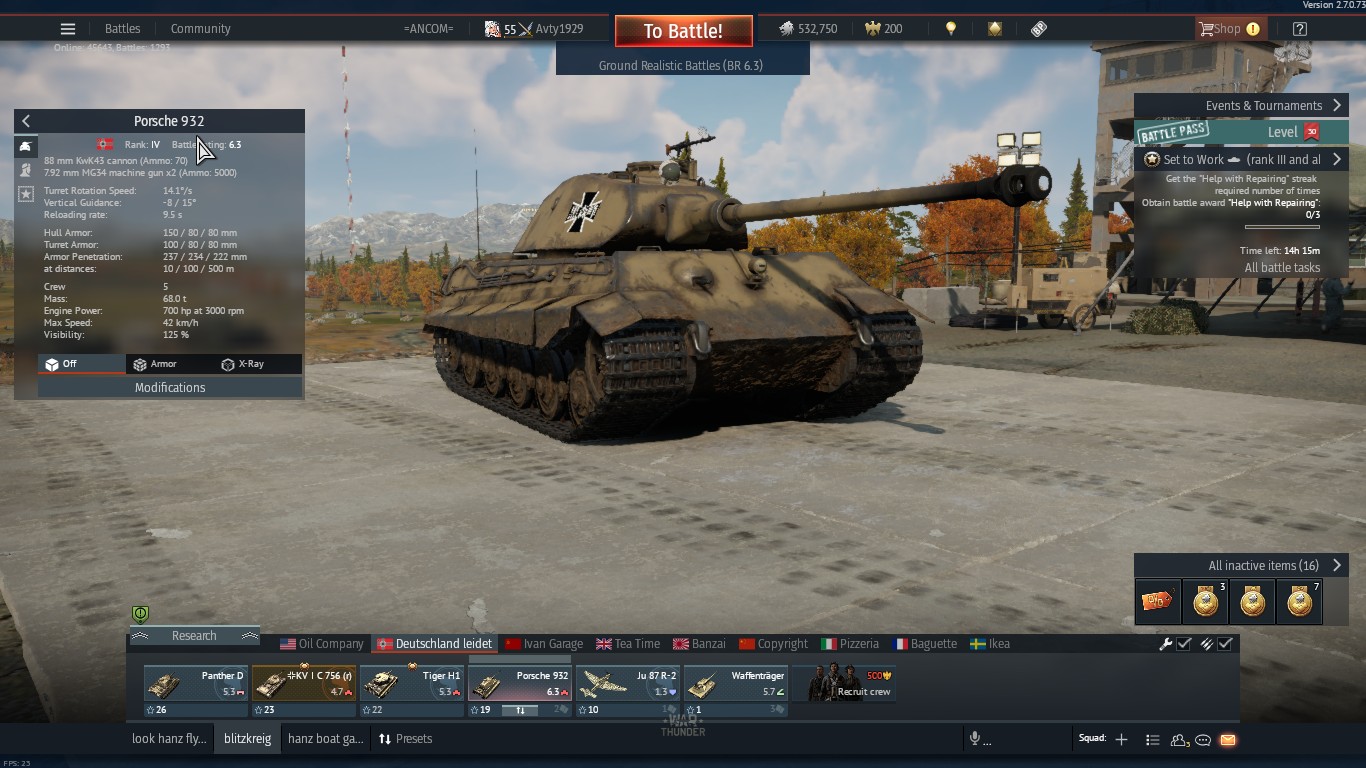 Version 2.7.0.73
Battles
Community
=ANCOM=
55 Avty1929
To Battle!
532,750
200
Shop
Online: 45643, Battles: 1293
Ground Realistic Battles (BR 6.3)
Porsche 932
Rank: IV
6.3
88 mm KwK43 cannon (Ammo: 70)
7.92 mm MG34 machine gun x2 (Ammo: 5000)
Turret Rotation Speed: 14.1°/s
Vertical Guidance: -8 / 15°
Reloading rate: 9.5 s
Hull Armor: 150 / 80 / 80 mm
Turret Armor: 100 / 80 / 80 mm
Armor Penetration: 237 / 234 / 222 mm
at distances: 10 / 100 / 500 m
Crew 5
Mass: 68.0 t
Engine Power: 700 hp at 3000 rpm
Max Speed: 42 km/h
Visibility: 125 %
Off
Armor
X-Ray
Modifications
Events & Tournaments
BATTLE PASS
Level 30
Set to Work (rank III and al
Get the "Help with Repairing" streak
required number of times
Obtain battle award "Help with Repairing":
0/3
Time left: 14h 15m
All battle tasks
All inactive items (16)
3
7
Research
Oil Company
Deutschland leidet
Ivan Garage
Tea Time
Banzai
Copyright
Pizzeria
Baguette
Ikea
Panther D
5.3
26
KV I C 756 (r)
4.7
23
Tiger H1
5.3
22
Porsche 932
6.3
19
2
Ju 87 R-2
1.3
10
1
Waffenträger
5.7
1
3
500
Recruit crew
WAR
THUNDER
look hanz fly...
blitzkreig
hanz boat ga...
Presets
...
Squad:
3
FPS: 23